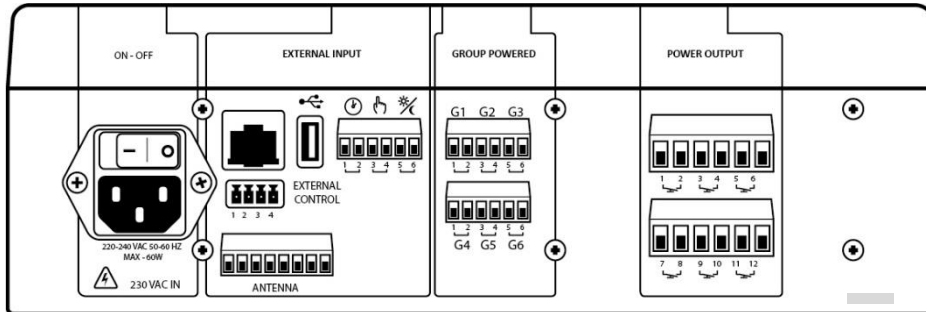 ON - OFF
EXTERNAL INPUT
GROUP POWERED
POWER OUTPUT
G1 G2 G3
1 2 3 4 5 6
1 2 3 4 5 6
1 2 3 4 5 6
EXTERNAL
CONTROL
1 2 3 4
1 2 3 4 5 6
G4 G5 G6
220-240 VAC 50-60 HZ
MAX - 60W
7 8 9 10 11 12
230 VAC IN
ANTENNA